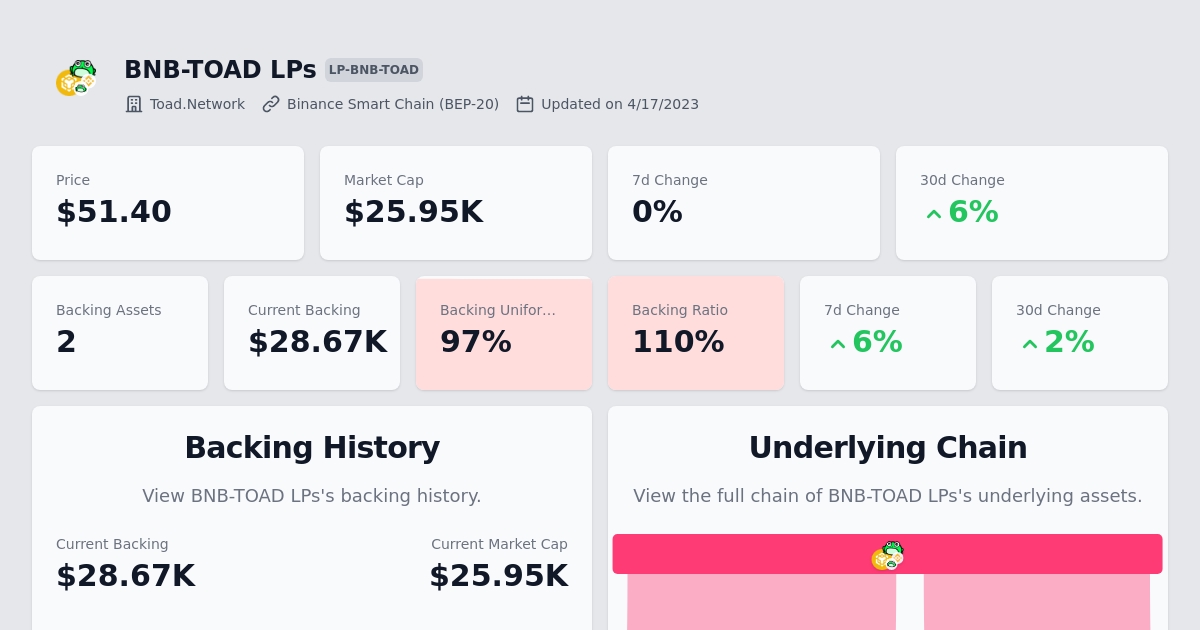 BNB-TOAD LPs LP-BNB-TOAD
Toad.Network Binance Smart Chain (BEP-20) Updated on 4/17/2023
Price Market Cap 7d Change 30d Change
$51.40 $25.95K 0% 6%
Backing Assets Current Backing Backing Unifor... Backing Ratio 7d Change 30d Change
2 $28.67K 97% 110% 6% 2%
Backing History
View BNB-TOAD LPs's backing history.
Current Backing Current Market Cap
$28.67K $25.95K
Underlying Chain
View the full chain of BNB-TOAD LPs's underlying assets.